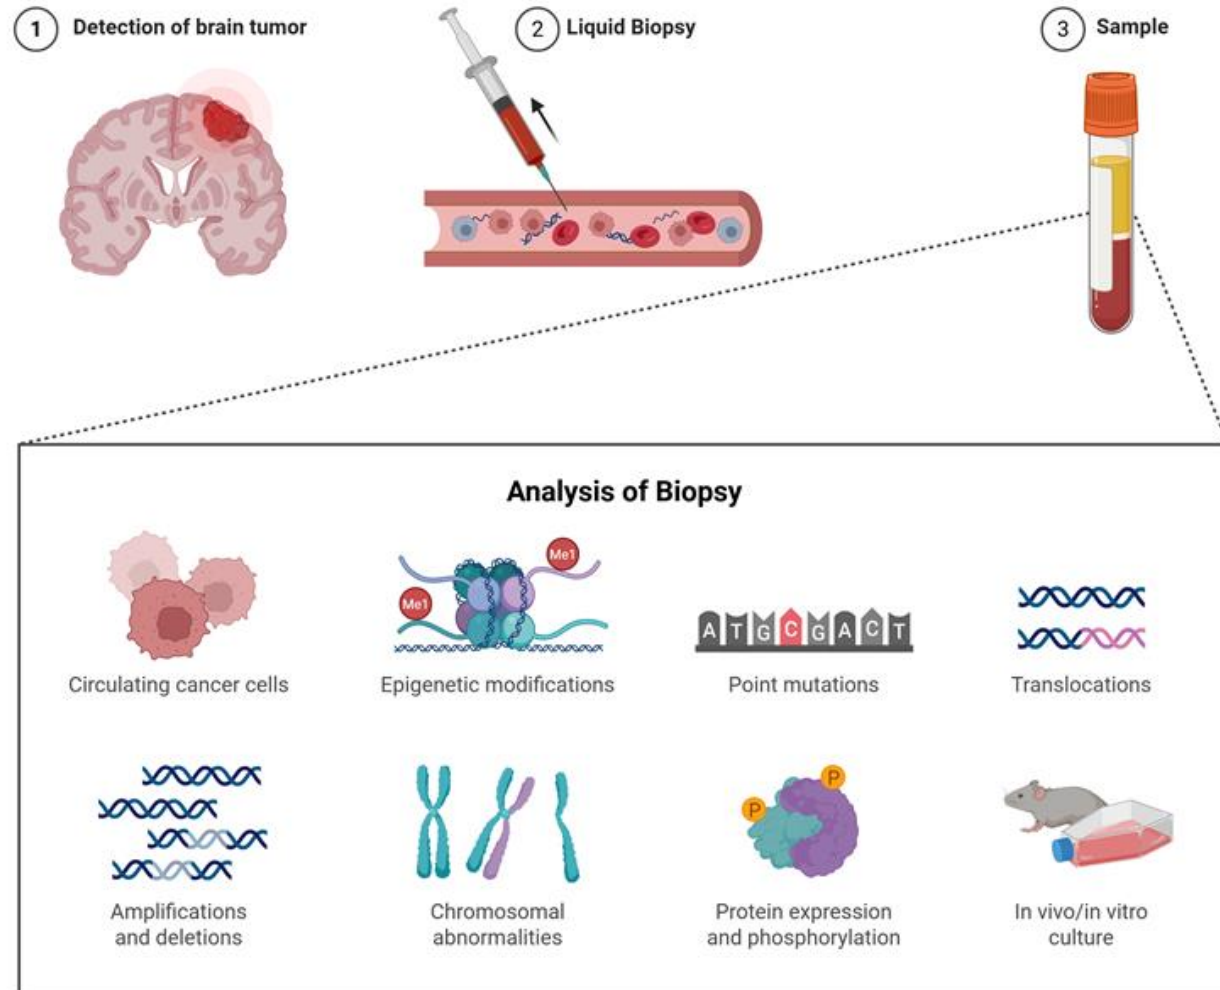 1 Detection of brain tumor
2 Liquid Biopsy
3 Sample
Analysis of Biopsy
Me1
Me1
A T G C G A C T
Circulating cancer cells
Epigenetic modifications
Point mutations
Translocations
P
P
Amplifications
and deletions
Chromosomal
abnormalities
Protein expression
and phosphorylation
In vivo/in vitro
culture